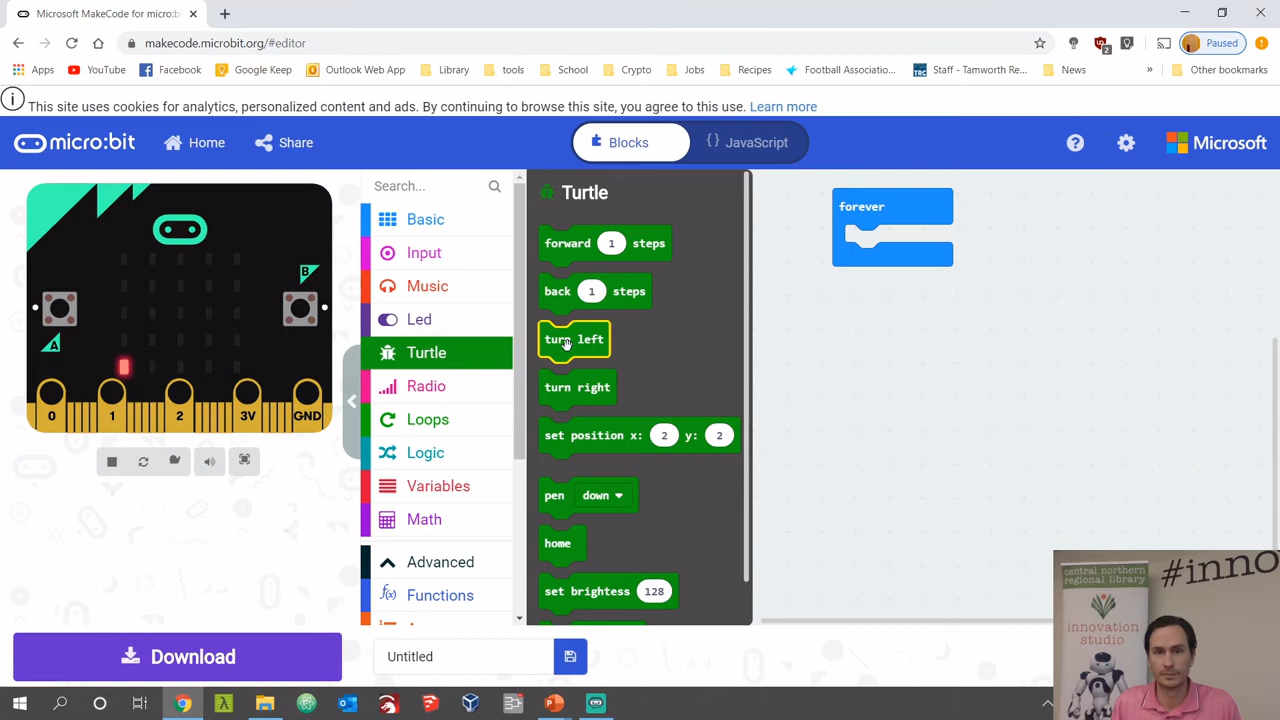 Microsoft MakeCode for micro:b
makecode.microbit.org/#editor
2
Paused
Apps
YouTube
Facebook
Google Keep
Outlook Web App
Library
tools
School
Crypto
Jobs
Recipes
Football Association...
TRC
Staff - Tamworth Re...
News
»
Other bookmarks
This site uses cookies for analytics, personalized content and ads. By continuing to browse this site, you agree to this use. Learn more
micro:bit
Home
Share
Blocks
{} JavaScript
?
Microsoft
A
B
0
1
2
3V
GND
Search...
Basic
Input
Music
Led
Turtle
Radio
Loops
Logic
Variables
Math
Advanced
f(x) Functions
Turtle
forward 1 steps
back 1 steps
turn left
turn right
set position x: 2 y: 2
pen down
home
set brightess 128
forever
Download
Untitled
central northern
regional library
innovation
studio
#inno